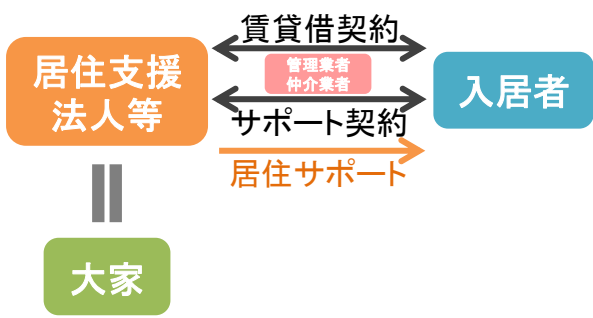 賃貸借契約
管理業者
仲介業者
居住支援
法人等
入居者
サポート契約
居住サポート
大家